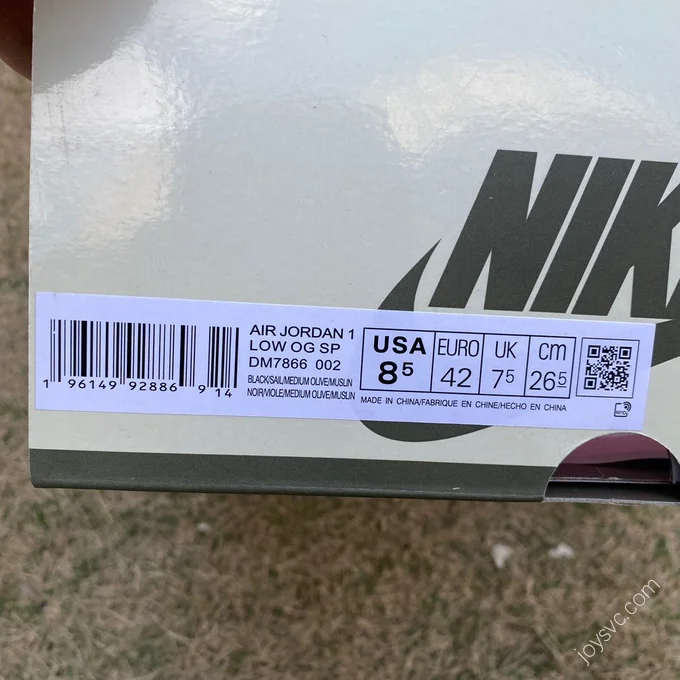 NIK
AIR JORDAN 1
LOW OG SP
DM7866 002
BLACK/SAIL/MEDIUM OLIVE/MUSLIN
NOIR/VOILE/MEDIUM OLIVE/MUSLIN
1 96149 92886 9 14
USA
8 5
EURO
42
UK
7 5
cm
26 5
MADE IN CHINA/FABRIQUE EN CHINE/HECHO EN CHINA
RFID
joysvc.com